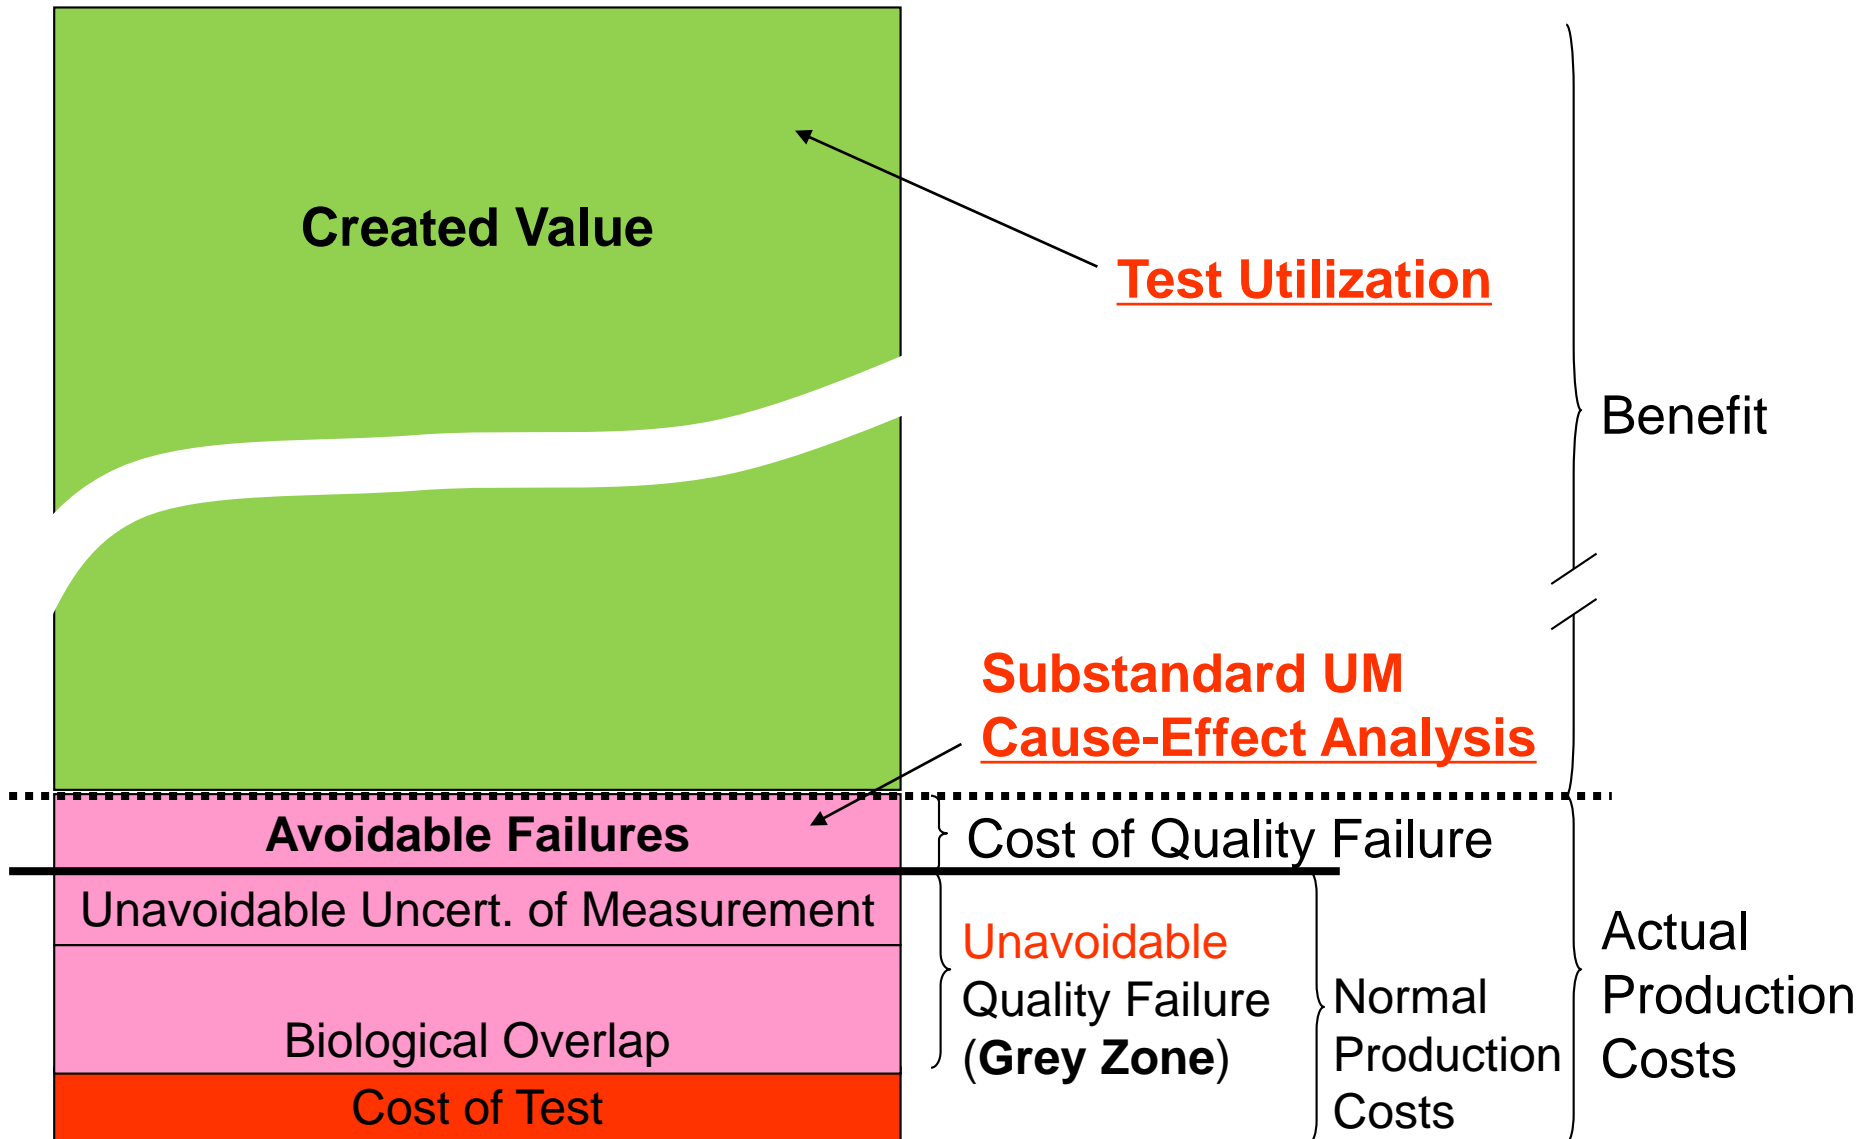 Created Value
Test Utilization
Benefit
Substandard UM
Cause-Effect Analysis
Avoidable Failures
Cost of Quality Failure
Unavoidable Uncert. of Measurement
Biological Overlap
Cost of Test
Unavoidable
Quality Failure
(Grey Zone)
Normal
Production
Costs
Actual
Production
Costs